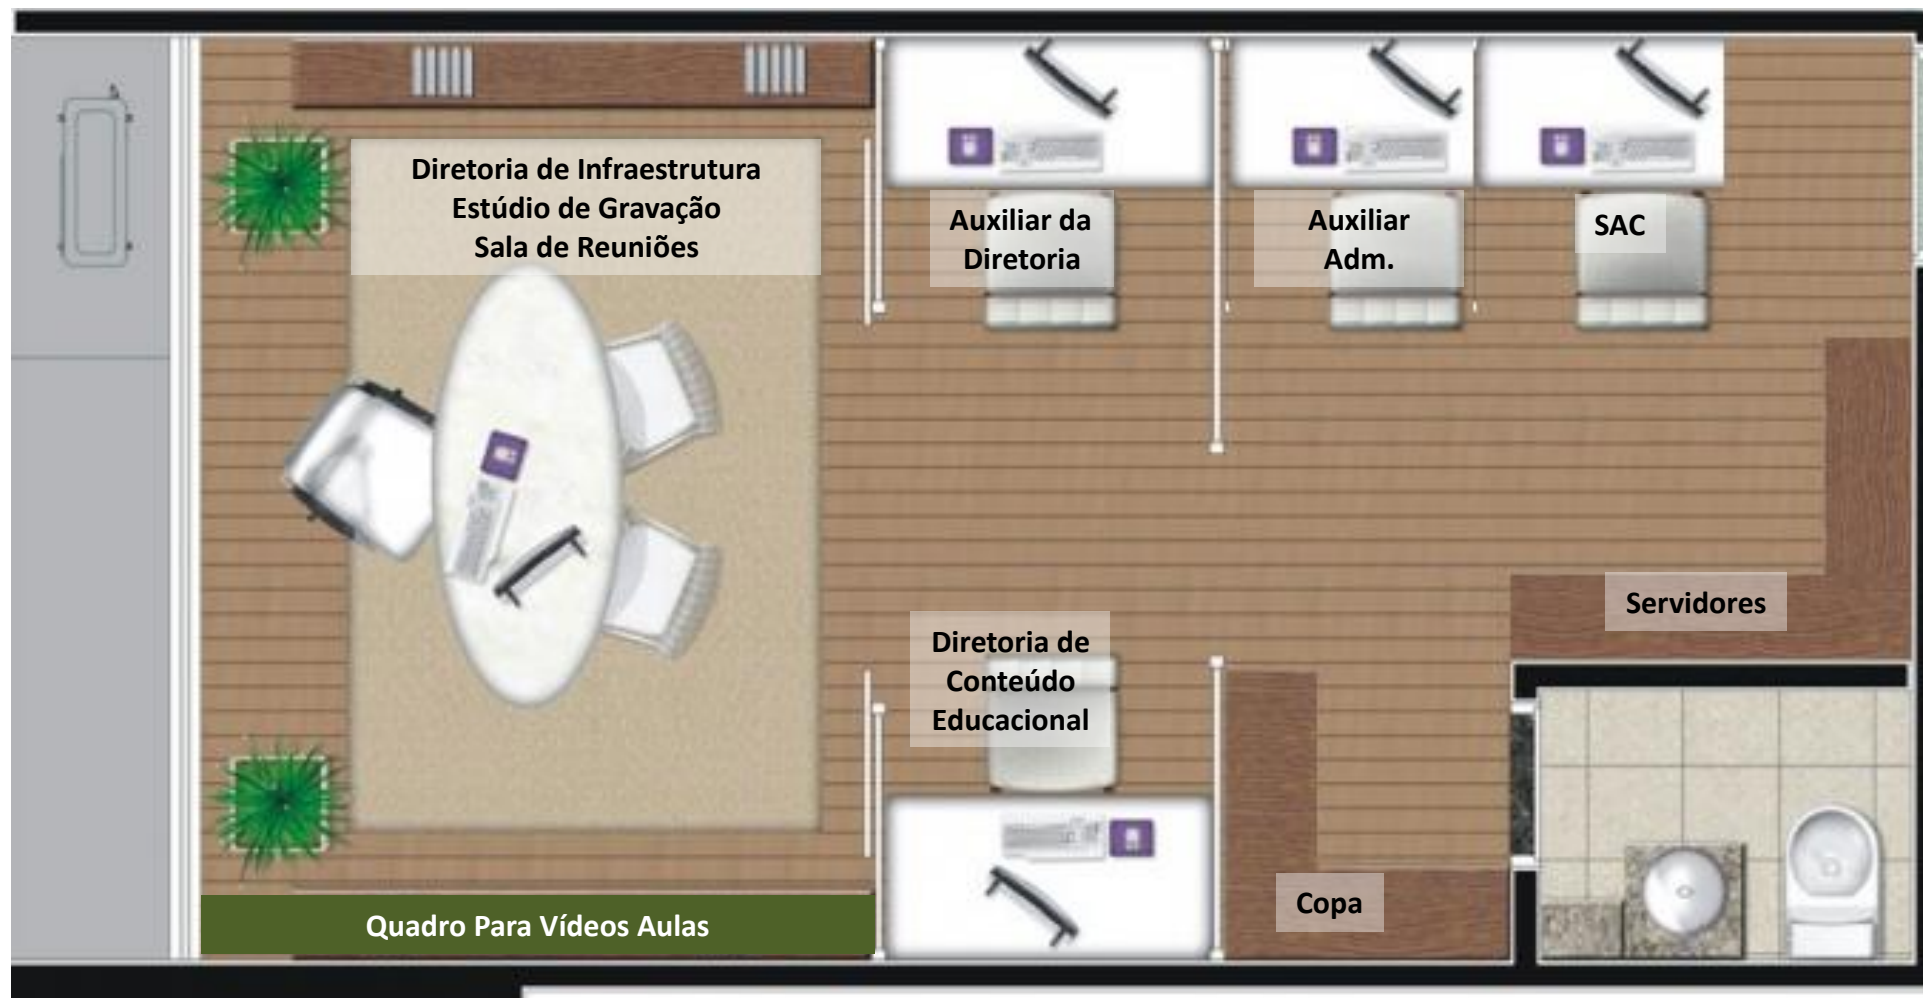 Diretoria de Infraestrutura
Estúdio de Gravação
Sala de Reuniões
Auxiliar da
Diretoria
Auxiliar
Adm.
SAC
Servidores
Diretoria de
Conteúdo
Educacional
Copa
Quadro Para Vídeos Aulas